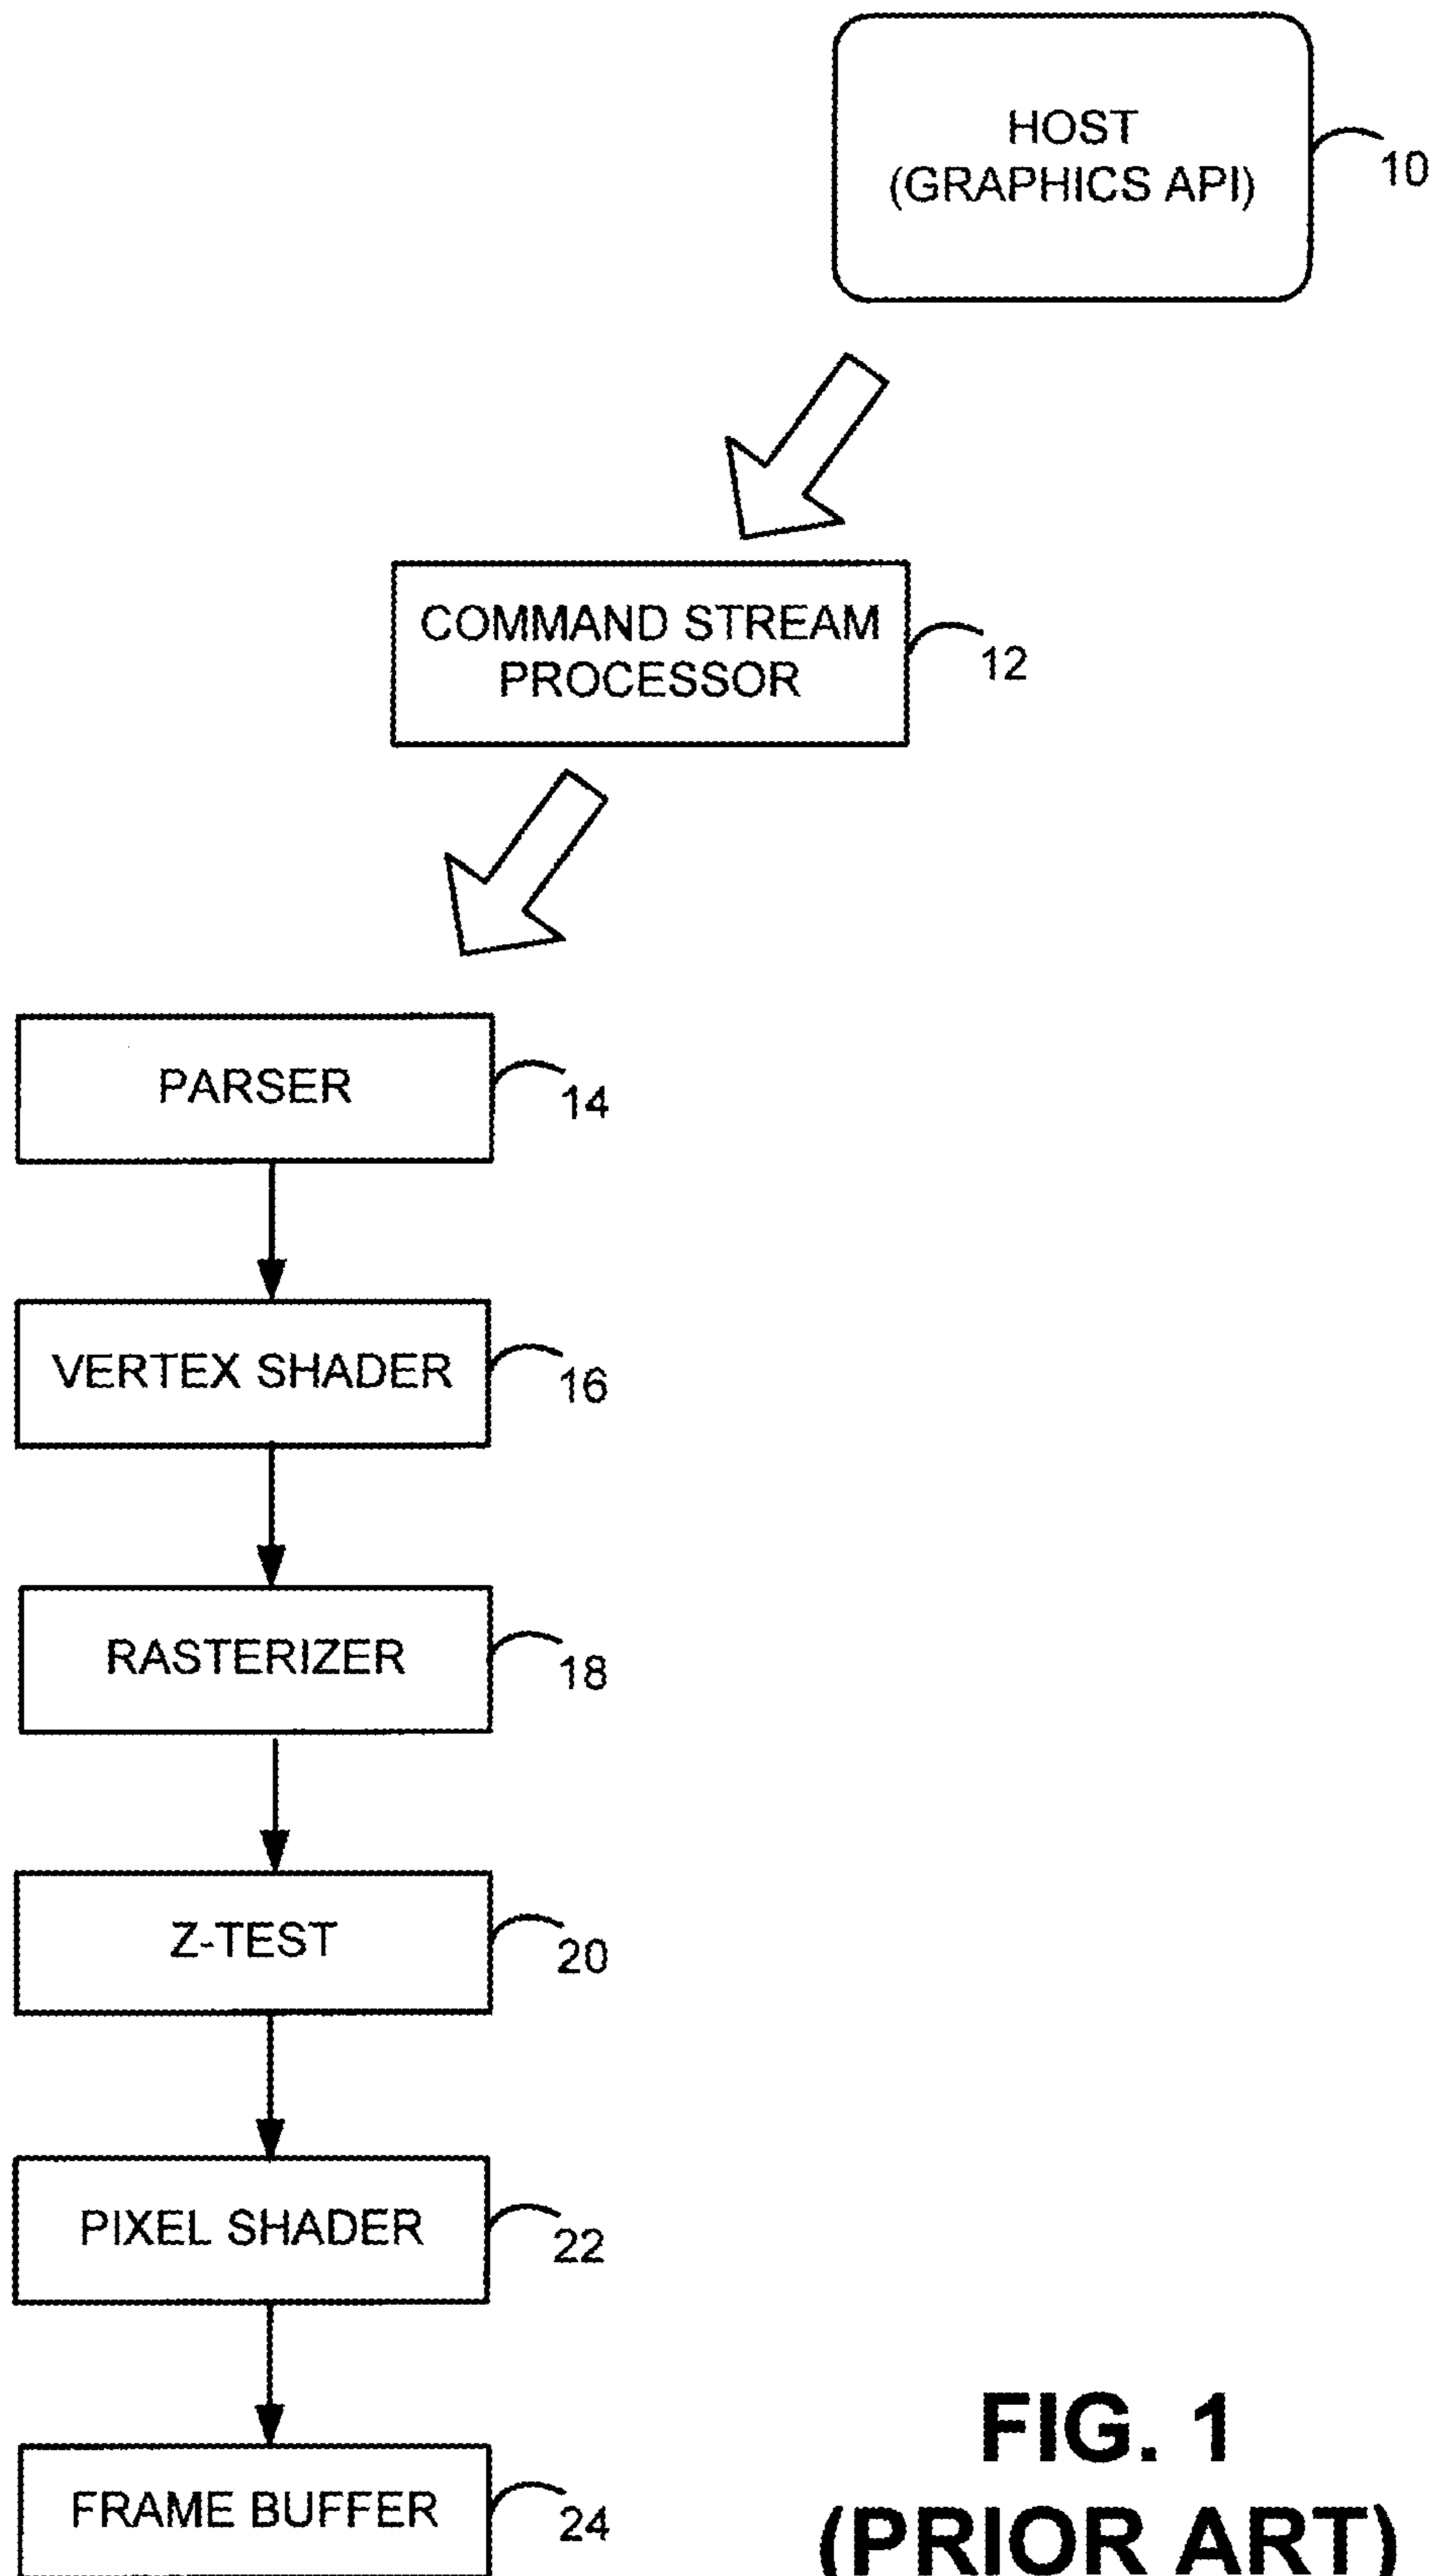 HOST
(GRAPHICS API)
10
COMMAND STREAM
PROCESSOR
12
PARSER
14
VERTEX SHADER
16
RASTERIZER
18
Z-TEST
20
PIXEL SHADER
22
FRAME BUFFER
24
FIG. 1
(PRIOR ART)